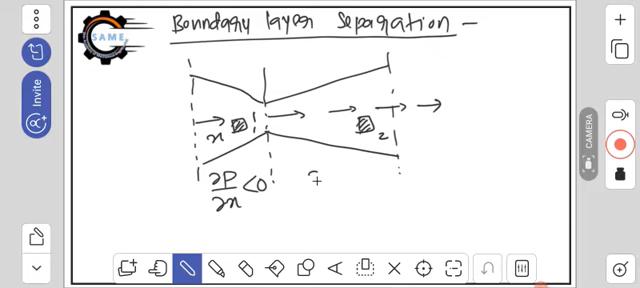 Boundary layer Separation -
SAME
x
1
2
∂P/∂x <0
Invite
CAMERA